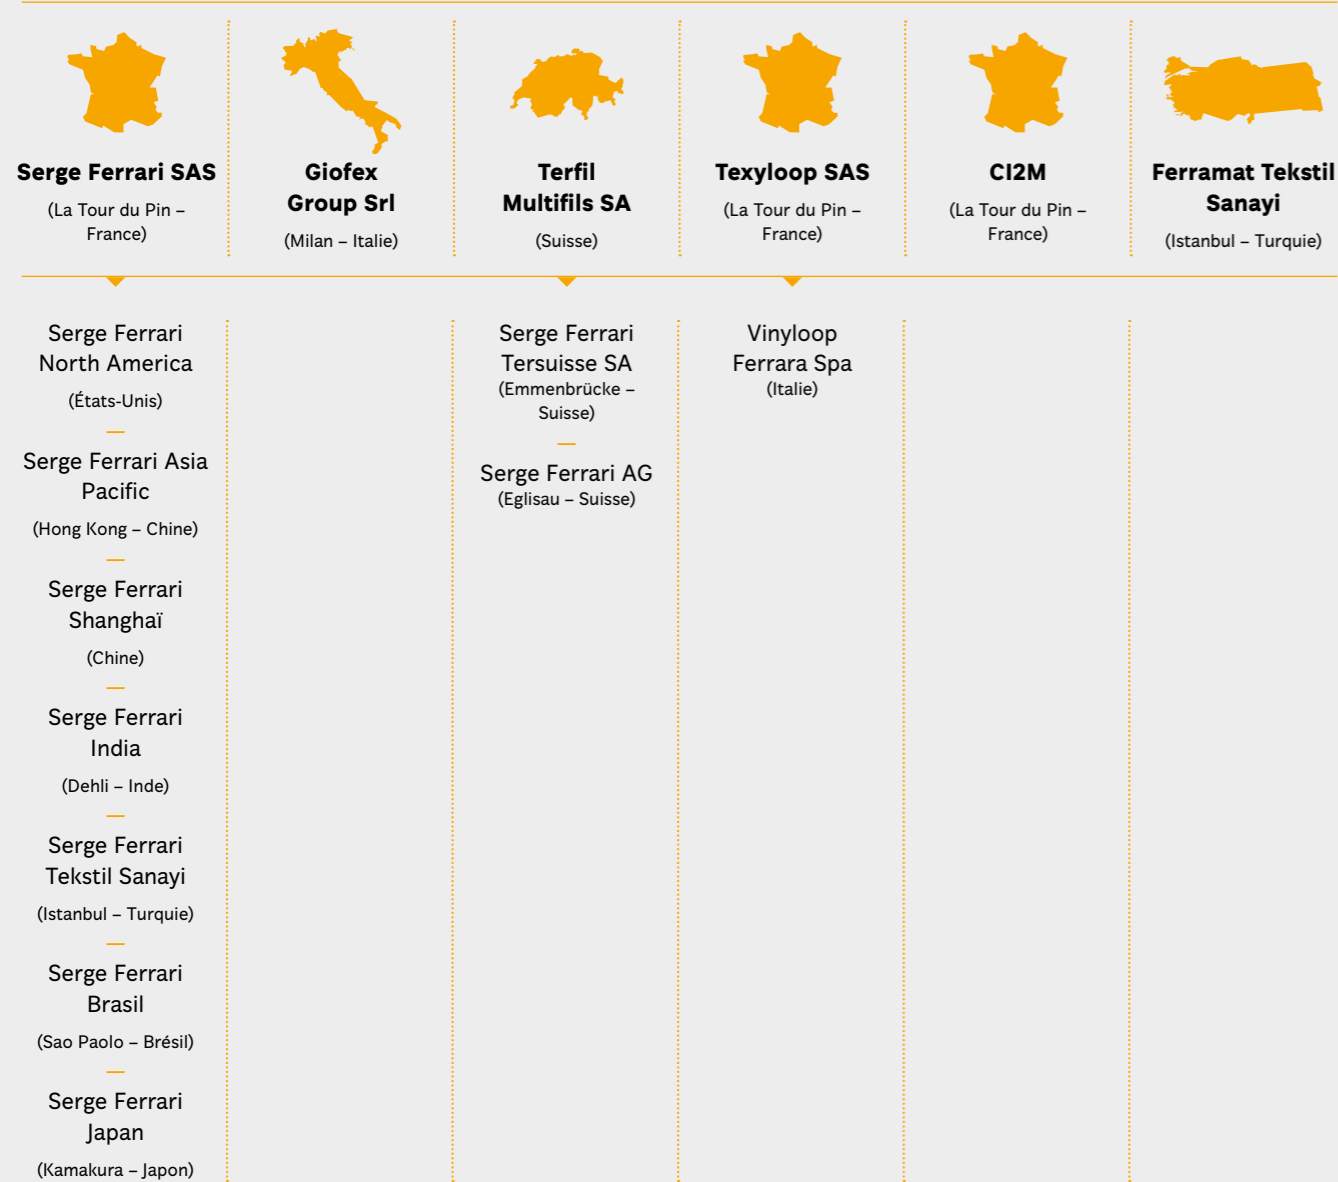 Serge Ferrari SAS
(La Tour du Pin –
France)
Giofex
Group Srl
(Milan – Italie)
Terfil
Multifils SA
(Suisse)
Texyloop SAS
(La Tour du Pin –
France)
CI2M
(La Tour du Pin –
France)
Ferramat Tekstil
Sanayi
(Istanbul – Turquie)
Serge Ferrari
North America
(États-Unis)
Serge Ferrari Asia
Pacific
(Hong Kong – Chine)
Serge Ferrari
Shanghaï
(Chine)
Serge Ferrari
India
(Dehli – Inde)
Serge Ferrari
Tekstil Sanayi
(Istanbul – Turquie)
Serge Ferrari
Brasil
(Sao Paolo – Brésil)
Serge Ferrari
Japan
(Kamakura – Japon)
Serge Ferrari
Tersuisse SA
(Emmenbrücke –
Suisse)
Serge Ferrari AG
(Eglisau – Suisse)
Vinyloop
Ferrara Spa
(Italie)